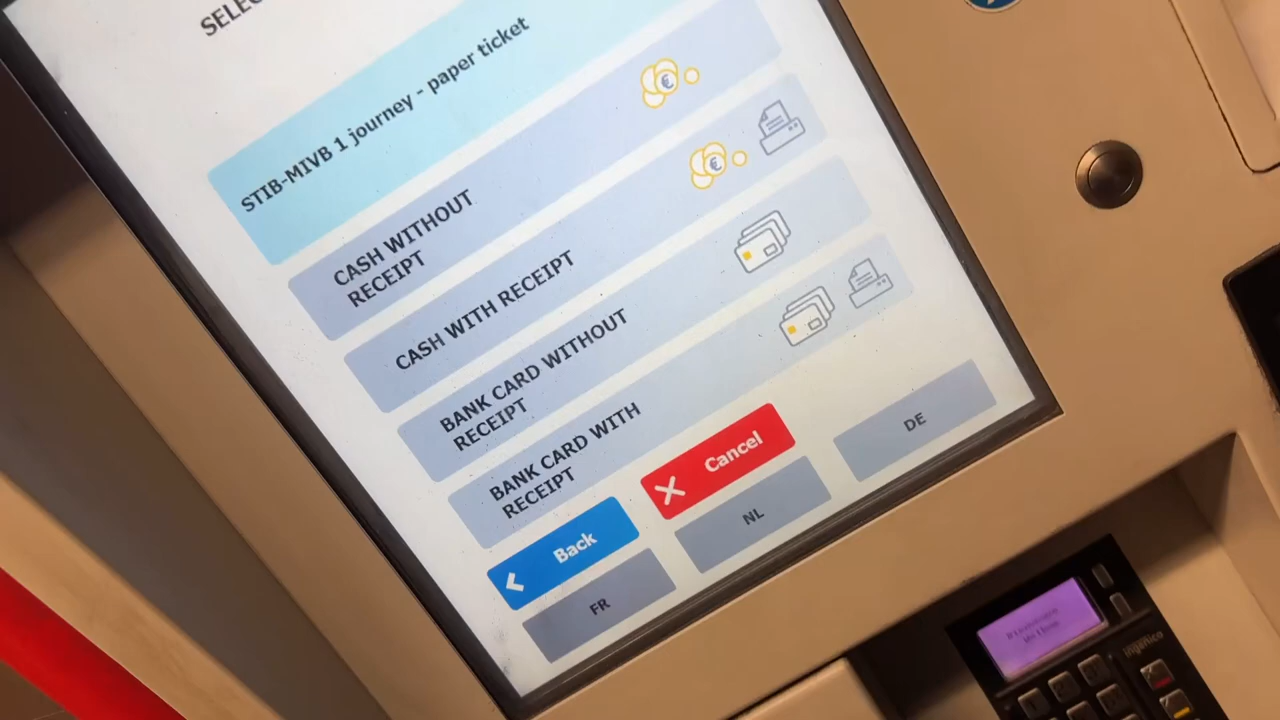 STIB-MIVB 1 journey - paper ticket
CASH WITHOUT
RECEIPT
CASH WITH RECEIPT
BANK CARD WITHOUT
RECEIPT
BANK CARD WITH
RECEIPT
Back
Cancel
FR
NL
DE
ingenico